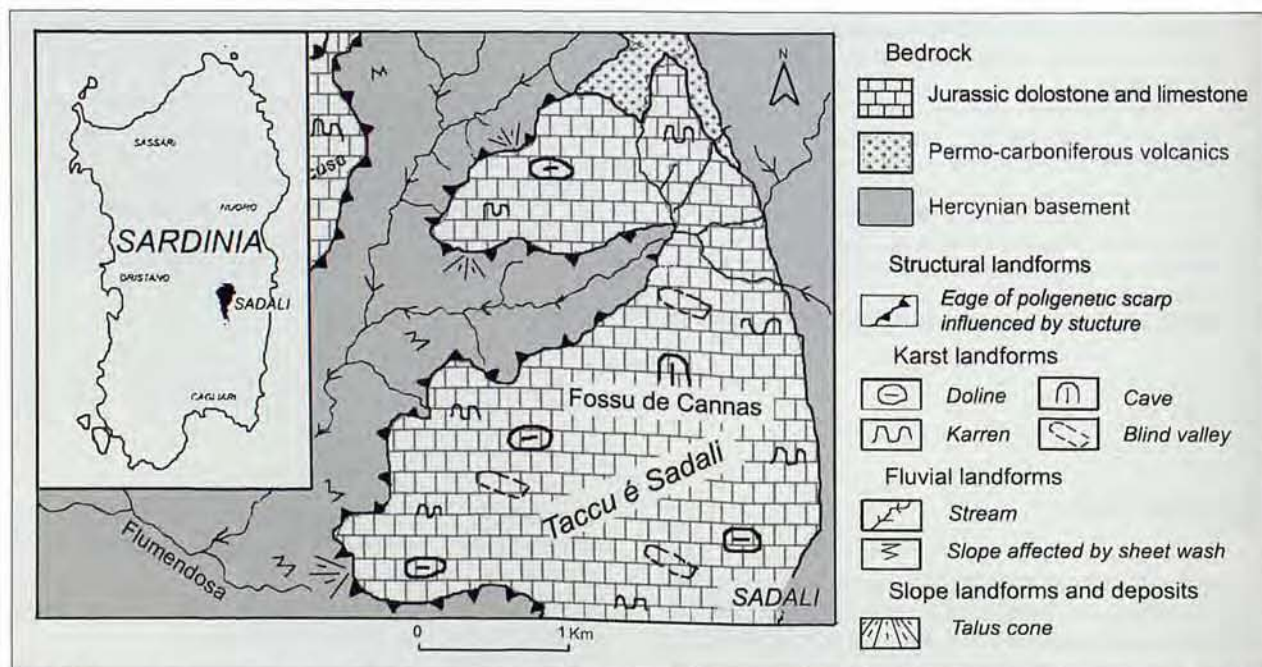 SASSARI
NUORO
SARDINIA
ORISTANO
SADALI
CAGLIARI
N
Fossu de Cannas
Taccu é Sadali
Flumendosa
SADALI
0 1 Km
Bedrock
Jurassic dolostone and limestone
Permo-carboniferous volcanics
Hercynian basement
Structural landforms
Edge of poligenetic scarp
influenced by stucture
Karst landforms
Doline
Cave
Karren
Blind valley
Fluvial landforms
Stream
Slope affected by sheet wash
Slope landforms and deposits
Talus cone